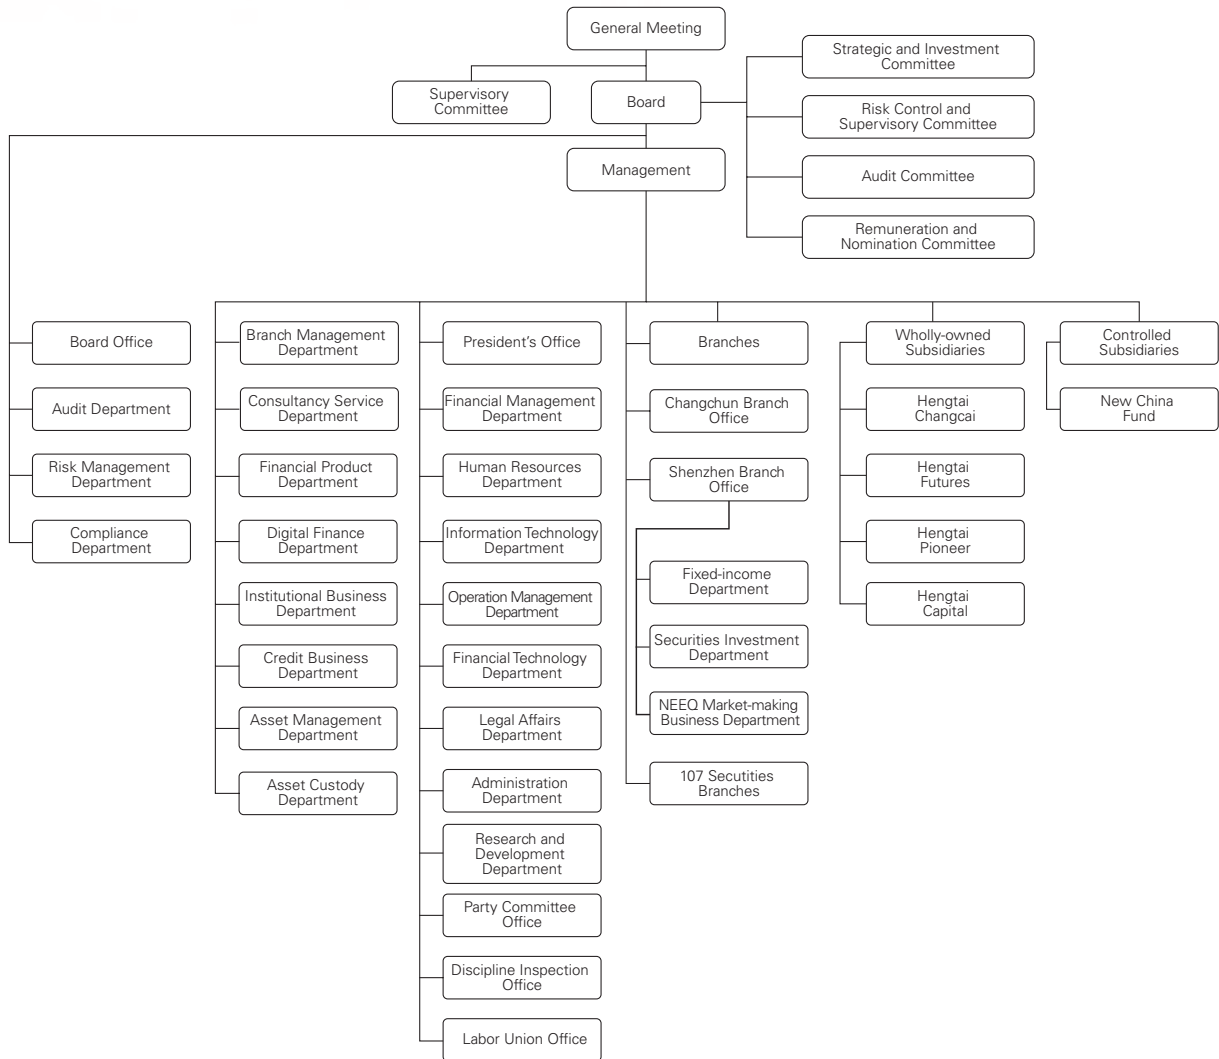 General Meeting
Supervisory
Committee
Board
Management
Strategic and Investment
Committee
Risk Control and
Supervisory Committee
Audit Committee
Remuneration and
Nomination Committee
Board Office
Audit Department
Risk Management
Department
Compliance
Department
Branch Management
Department
Consultancy Service
Department
Financial Product
Department
Digital Finance
Department
Institutional Business
Department
Credit Business
Department
Asset Management
Department
Asset Custody
Department
President's Office
Financial Management
Department
Human Resources
Department
Information Technology
Department
Operation Management
Department
Financial Technology
Department
Legal Affairs
Department
Administration
Department
Research and
Development
Department
Party Committee
Office
Discipline Inspection
Office
Labor Union Office
Branches
Changchun Branch
Office
Shenzhen Branch
Office
Fixed-income
Department
Securities Investment
Department
NEEQ Market-making
Business Department
107 Secutities
Branches
Wholly-owned
Subsidiaries
Hengtai
Changcai
Hengtai
Futures
Hengtai
Pioneer
Hengtai
Capital
Controlled
Subsidiaries
New China
Fund